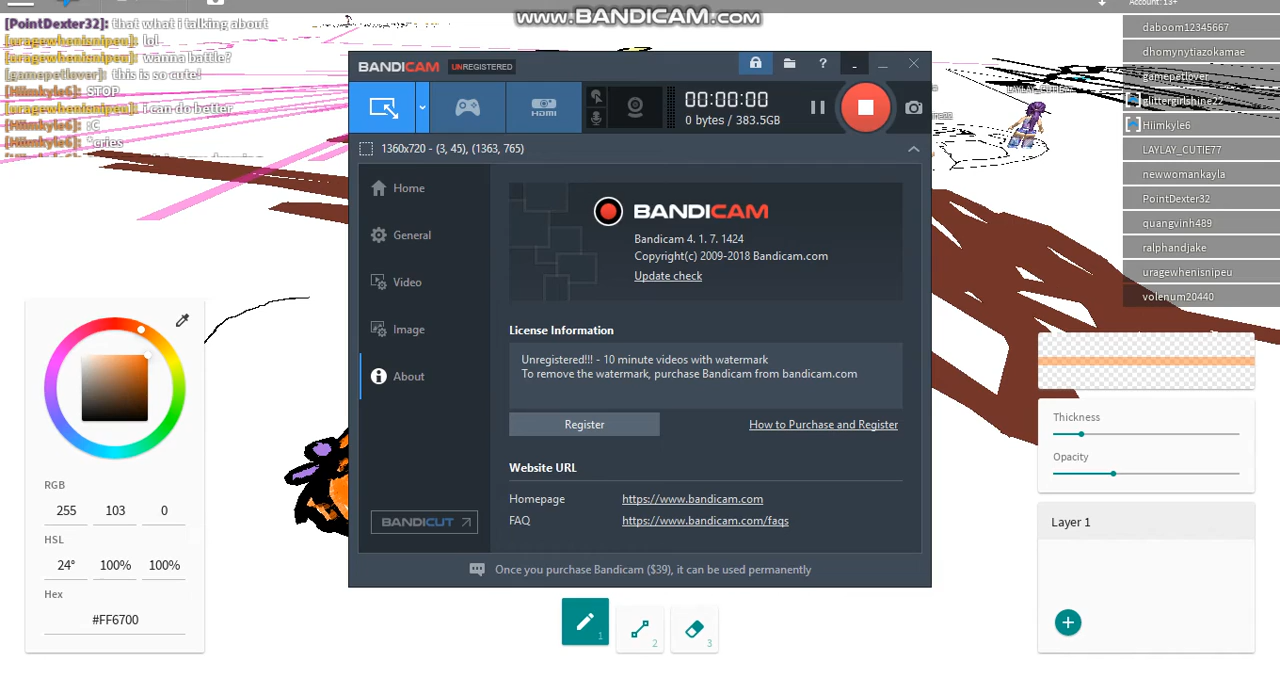 www.BANDICAM.com
Account: 13+
[PointDexter32]: that what i talking about
[uragewhenisnipeu]: lol
[uragewhenisnipeu]: wanna battle?
[gamepetlover]: this is so cute!
[Hiimkyle6]: STOP
[uragewhenisnipeu]: i can do better
[Hiimkyle6]: :C
[Hiimkyle6]: *cries
daboom12345667
dhomynytiazokamae
gamepetlover
glittergirlshine22
Hiimkyle6
LAYLAY_CUTIE77
newwomankayla
PointDexter32
quangvinh489
ralphandjake
uragewhenisnipeu
volenum20440
BANDICAM UNREGISTERED
HDMI
00:00:00
0 bytes / 383.5GB
1360x720 - (3, 45), (1363, 765)
Home
General
Video
Image
About
BANDICUT
BANDICAM
Bandicam 4. 1. 7. 1424
Copyright(c) 2009-2018 Bandicam.com
Update check
License Information
Unregistered!!! - 10 minute videos with watermark
To remove the watermark, purchase Bandicam from bandicam.com
Register
How to Purchase and Register
Website URL
Homepage https://www.bandicam.com
FAQ https://www.bandicam.com/faqs
Once you purchase Bandicam ($39), it can be used permanently
RGB
255 103 0
HSL
24° 100% 100%
Hex
#FF6700
1
2
3
Thickness
Opacity
Layer 1